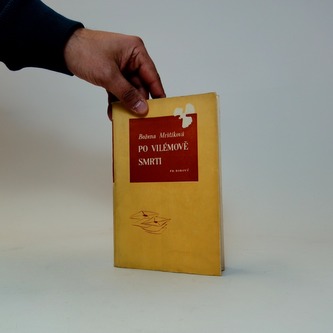 Božena Mrštíková
PO VILÉMOVĚ
SMRTI